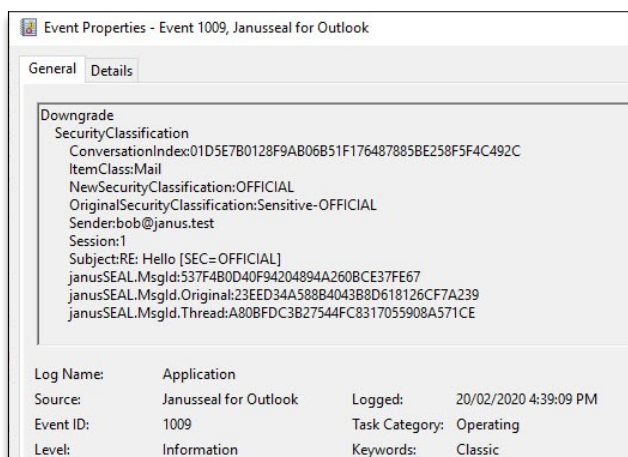 Event Properties - Event 1009, Janusseal for Outlook
General Details
Downgrade
SecurityClassification
ConversationIndex:01D5E7B0128F9AB06B51F176487885BE258F5F4C492C
ItemClass:Mail
NewSecurityClassification:OFFICIAL
OriginalSecurityClassification:Sensitive-OFFICIAL
Sender:bob@janus.test
Session:1
Subject:RE: Hello [SEC=OFFICIAL]
janusSEAL.MsgId:537F4B0D40F94204894A260BCE37FE67
janusSEAL.MsgId.Original:23EED34A588B4043B8D618126CF7A239
janusSEAL.MsgId.Thread:A80BFDC3B27544FC8317055908A571CE
Log Name: Application
Source: Janusseal for Outlook Logged: 20/02/2020 4:39:09 PM
Event ID: 1009 Task Category: Operating
Level: Information Keywords: Classic